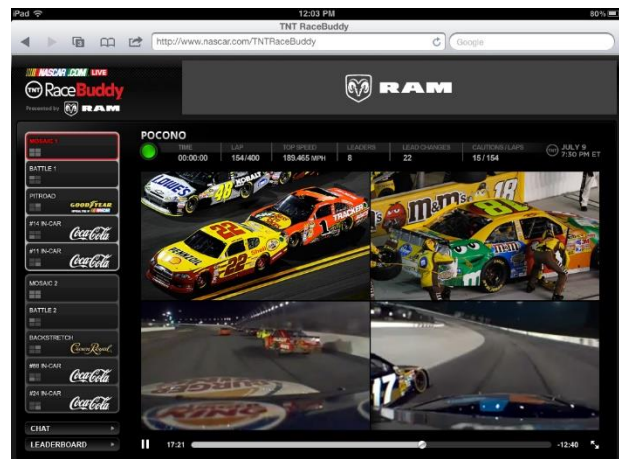 iPad 12:03 PM 80%
TNT RaceBuddy
http://www.nascar.com/TNTRaceBuddy Google
NASCAR.COM LIVE
TNT RaceBuddy
Presented by RAM
RAM
POCONO
TIME LAP TOP SPEED LEADERS LEAD CHANGES CAUTIONS/LAPS JULY 9
00:00:00 154/400 189.465 MPH 8 22 15/154 7:30 PM ET
MOSAIC 1
BATTLE 1
PITROAD
GOODYEAR
#14 IN-CAR
Coca-Cola
#11 IN-CAR
Coca-Cola
MOSAIC 2
BATTLE 2
BACKSTRETCH
Crown Royal
IN-CAR
Coca-Cola
#24 IN-CAR
Coca-Cola
CHAT
LEADERBOARD
LOWE'S
48
KOBALT
PENNZOIL
22
TRACKER
1
m&m's
18
m&m's
BURGER
KING
17
17:21 -12:40